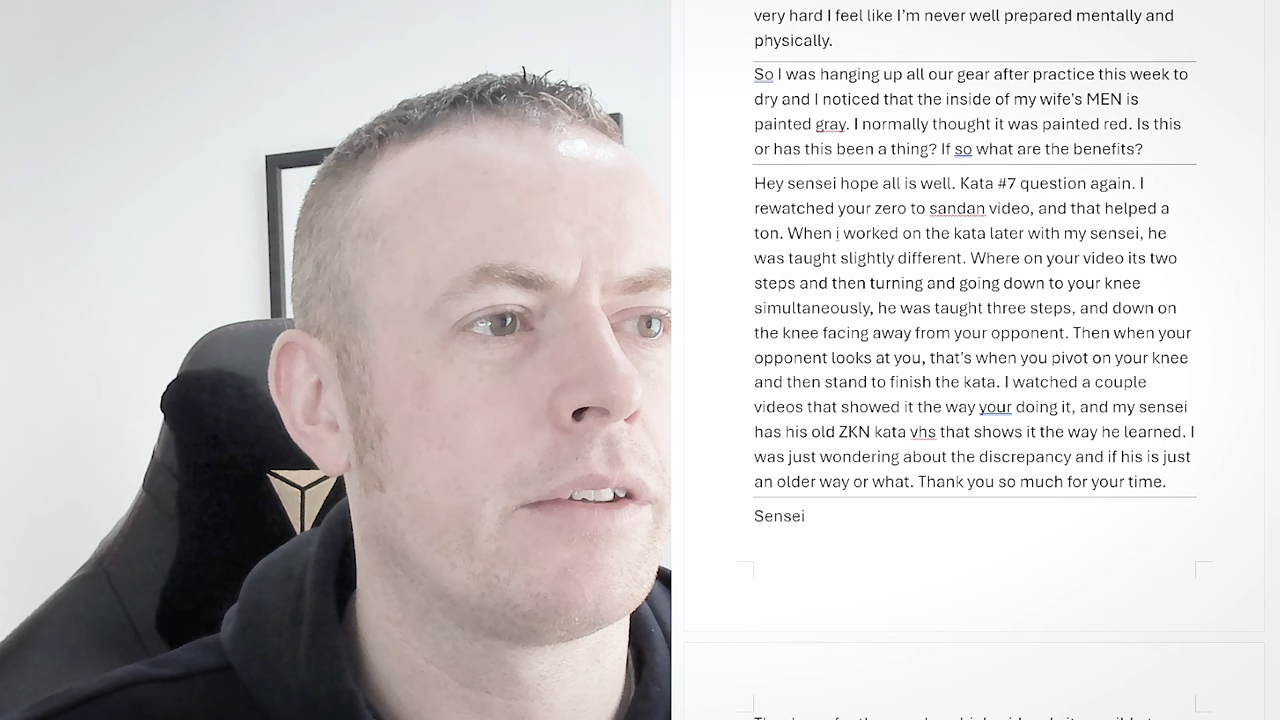 very hard I feel like I’m never well prepared mentally and
physically.
So I was hanging up all our gear after practice this week to
dry and I noticed that the inside of my wife's MEN is
painted gray. I normally thought it was painted red. Is this
or has this been a thing? If so what are the benefits?
Hey sensei hope all is well. Kata #7 question again. I
rewatched your zero to sandan video, and that helped a
ton. When i worked on the kata later with my sensei, he
was taught slightly different. Where on your video its two
steps and then turning and going down to your knee
simultaneously, he was taught three steps, and down on
the knee facing away from your opponent. Then when your
opponent looks at you, that’s when you pivot on your knee
and then stand to finish the kata. I watched a couple
videos that showed it the way your doing it, and my sensei
has his old ZKN kata vhs that shows it the way he learned. I
was just wondering about the discrepancy and if his is just
an older way or what. Thank you so much for your time.
Sensei